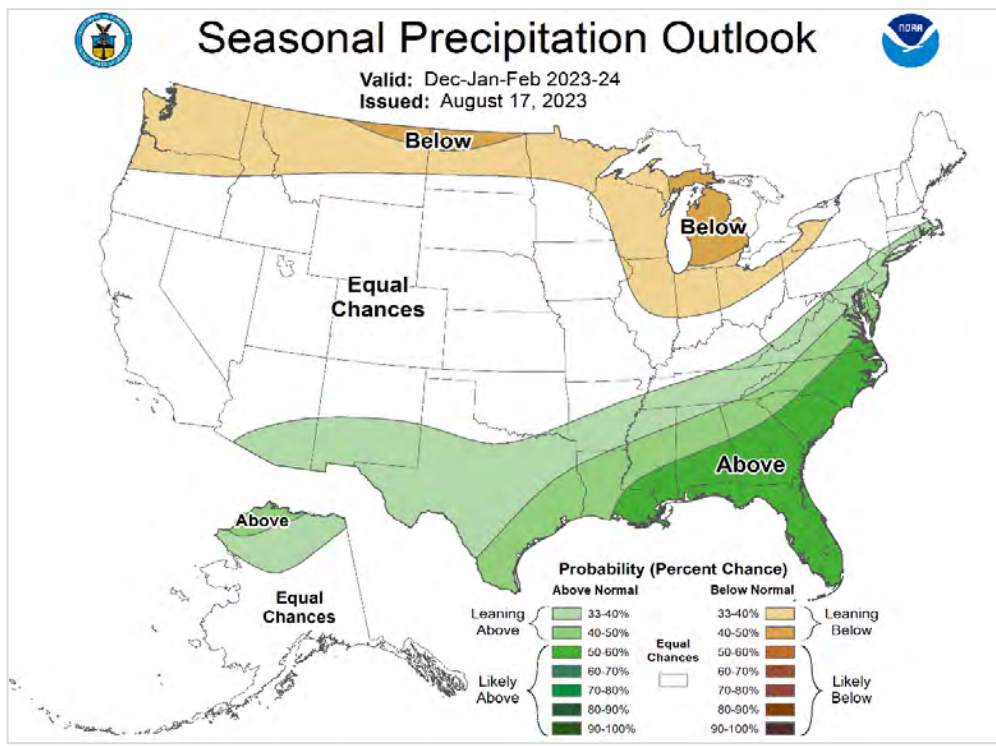 Seasonal Precipitation Outlook
NOAA
Valid: Dec-Jan-Feb 2023-24
Issued: August 17, 2023
Below
Below
Equal
Chances
Above
Above
Equal
Chances
Probability (Percent Chance)
Above Normal
Below Normal
Leaning
Above
33-40%
40-50%
Likely
Above
50-60%
60-70%
70-80%
80-90%
90-100%
Equal
Chances
33-40%
40-50%
Leaning
Below
50-60%
60-70%
70-80%
80-90%
90-100%
Likely
Below